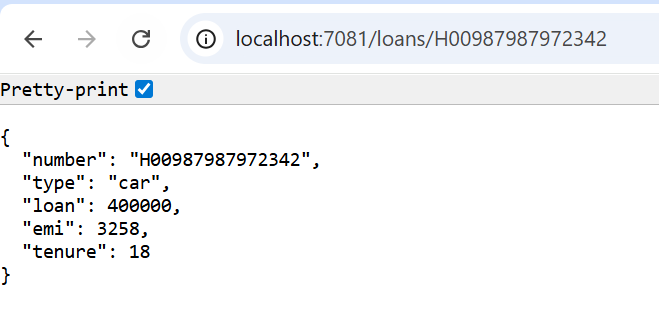 localhost:7081/loans/H00987987972342
Pretty-print
{
  "number": "H00987987972342",
  "type": "car",
  "loan": 400000,
  "emi": 3258,
  "tenure": 18
}